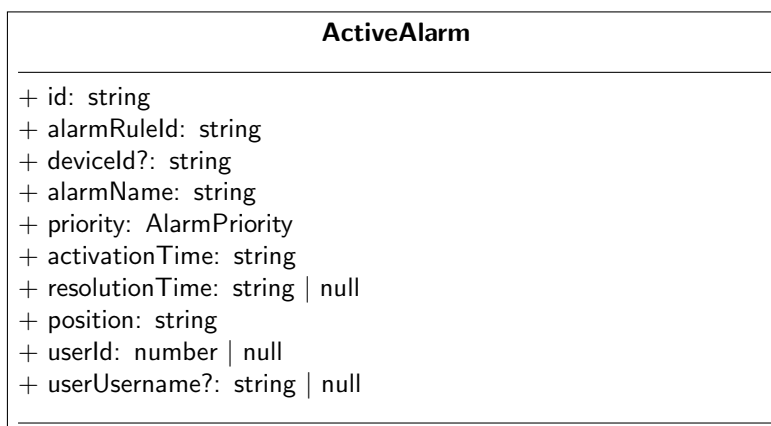 ActiveAlarm
+ id: string
+ alarmRuleId: string
+ deviceId?: string
+ alarmName: string
+ priority: AlarmPriority
+ activationTime: string
+ resolutionTime: string | null
+ position: string
+ userId: number | null
+ userUsername?: string | null